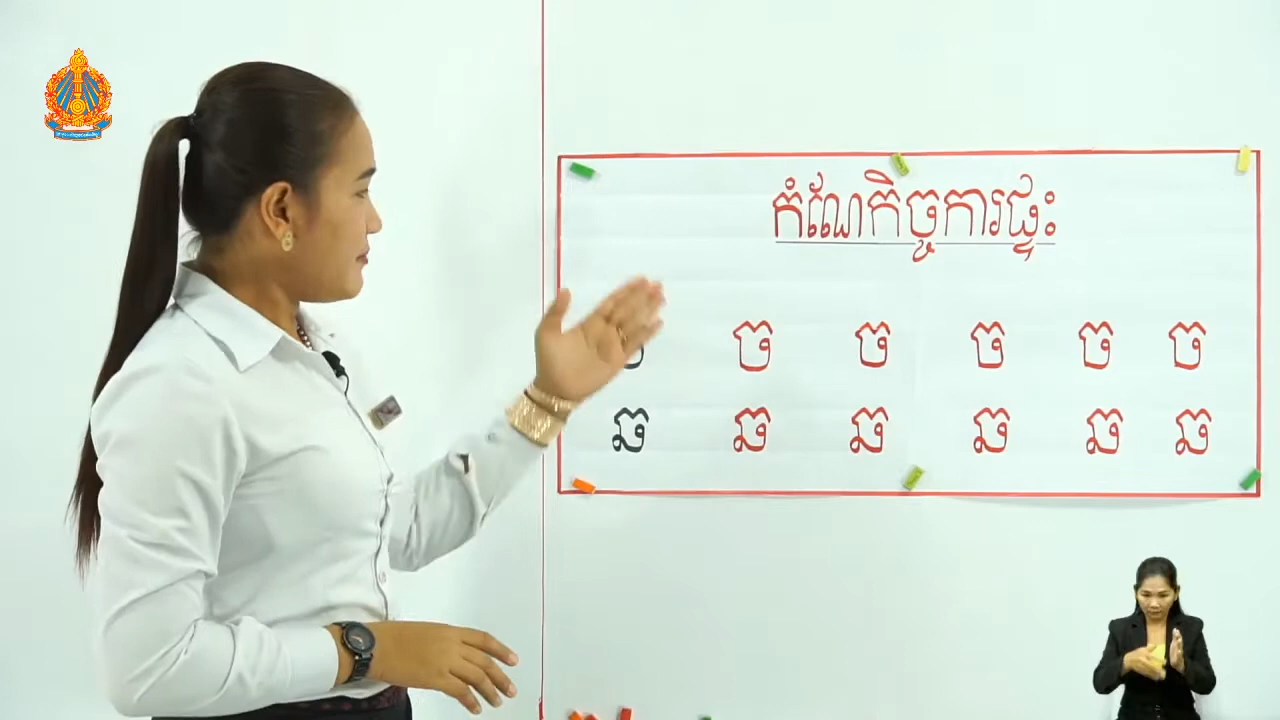 កំណែកិច្ចការផ្ទះ
ច ច ច ច ច ច
ឆ ឆ ឆ ឆ ឆ ឆ